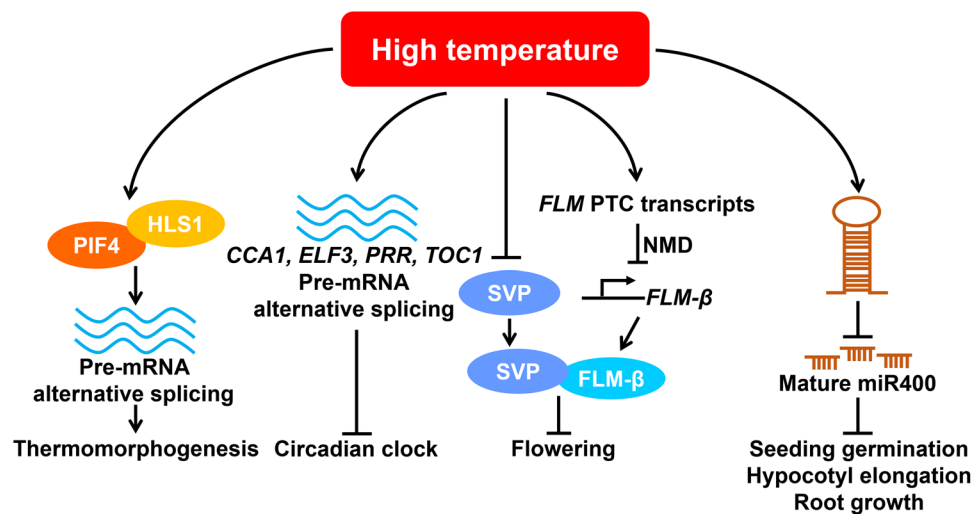 High temperature
PIF4
HLS1
Pre-mRNA
alternative splicing
Thermomorphogenesis
CCA1, ELF3, PRR, TOC1
Pre-mRNA
alternative splicing
Circadian clock
SVP
SVP
FLM PTC transcripts
NMD
FLM-β
FLM-β
Flowering
Mature miR400
Seeding germination
Hypocotyl elongation
Root growth